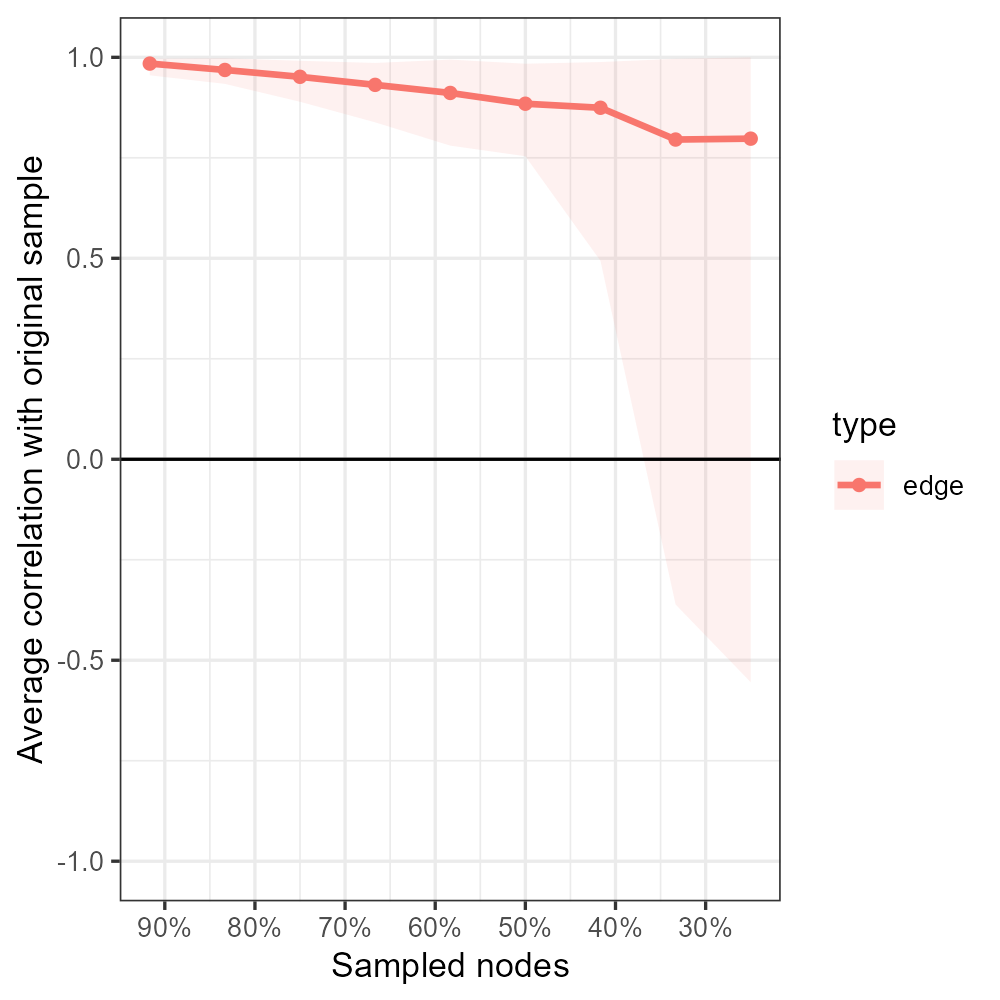 Average correlation with original sample
1.0
0.5
0.0
-0.5
-1.0
90% 80% 70% 60% 50% 40% 30%
Sampled nodes
type
edge